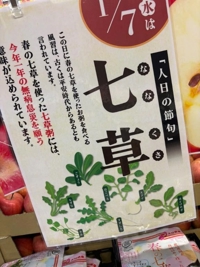 1/7 水は
「人日の節句」
七草
ななくさ
この日に春の七草を使ったお粥を食べる
風習は、古くは平安時代からあるとも
言われています。
春の七草を使った七草粥には、
今年一年の無病息災を願う
意味が込められています。